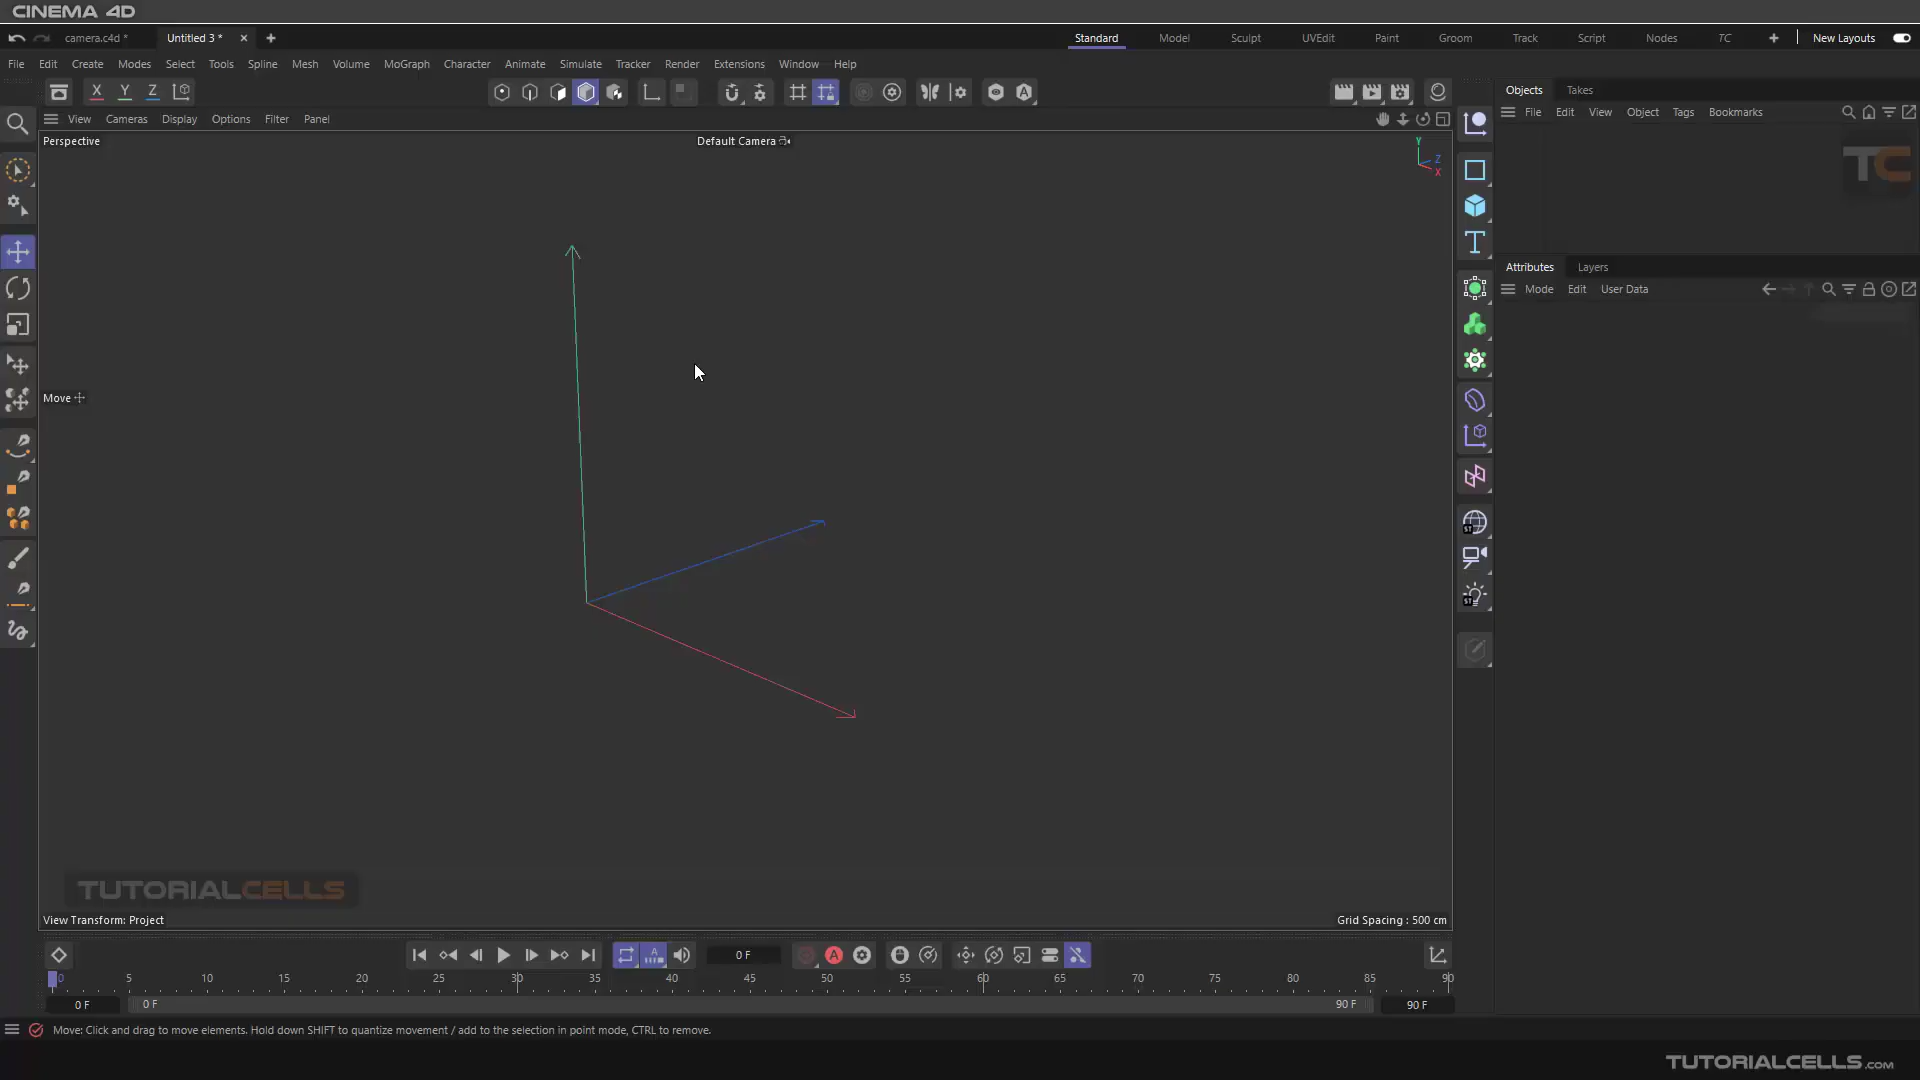 CINEMA 4D
camera.c4d *
Untitled 3 *
Standard
Model
Sculpt
UVEdit
Paint
Groom
Track
Script
Nodes
TC
New Layouts
File Edit Create Modes Select Tools Spline Mesh Volume MoGraph Character Animate Simulate Tracker Render Extensions Window Help
X Y Z
Objects Takes
View Cameras Display Options Filter Panel
File Edit View Object Tags Bookmarks
Perspective
Default Camera
Y
Z
X
TC
Attributes Layers
Mode Edit User Data
Move
TUTORIALCELLS
View Transform: Project
Grid Spacing : 500 cm
0 F
0 5 10 15 20 25 30 35 40 45 50 55 60 65 70 75 80 85 90
0 F
0 F
90 F
90 F
Move: Click and drag to move elements. Hold down SHIFT to quantize movement / add to the selection in point mode, CTRL to remove.
TUTORIALCELLS.com